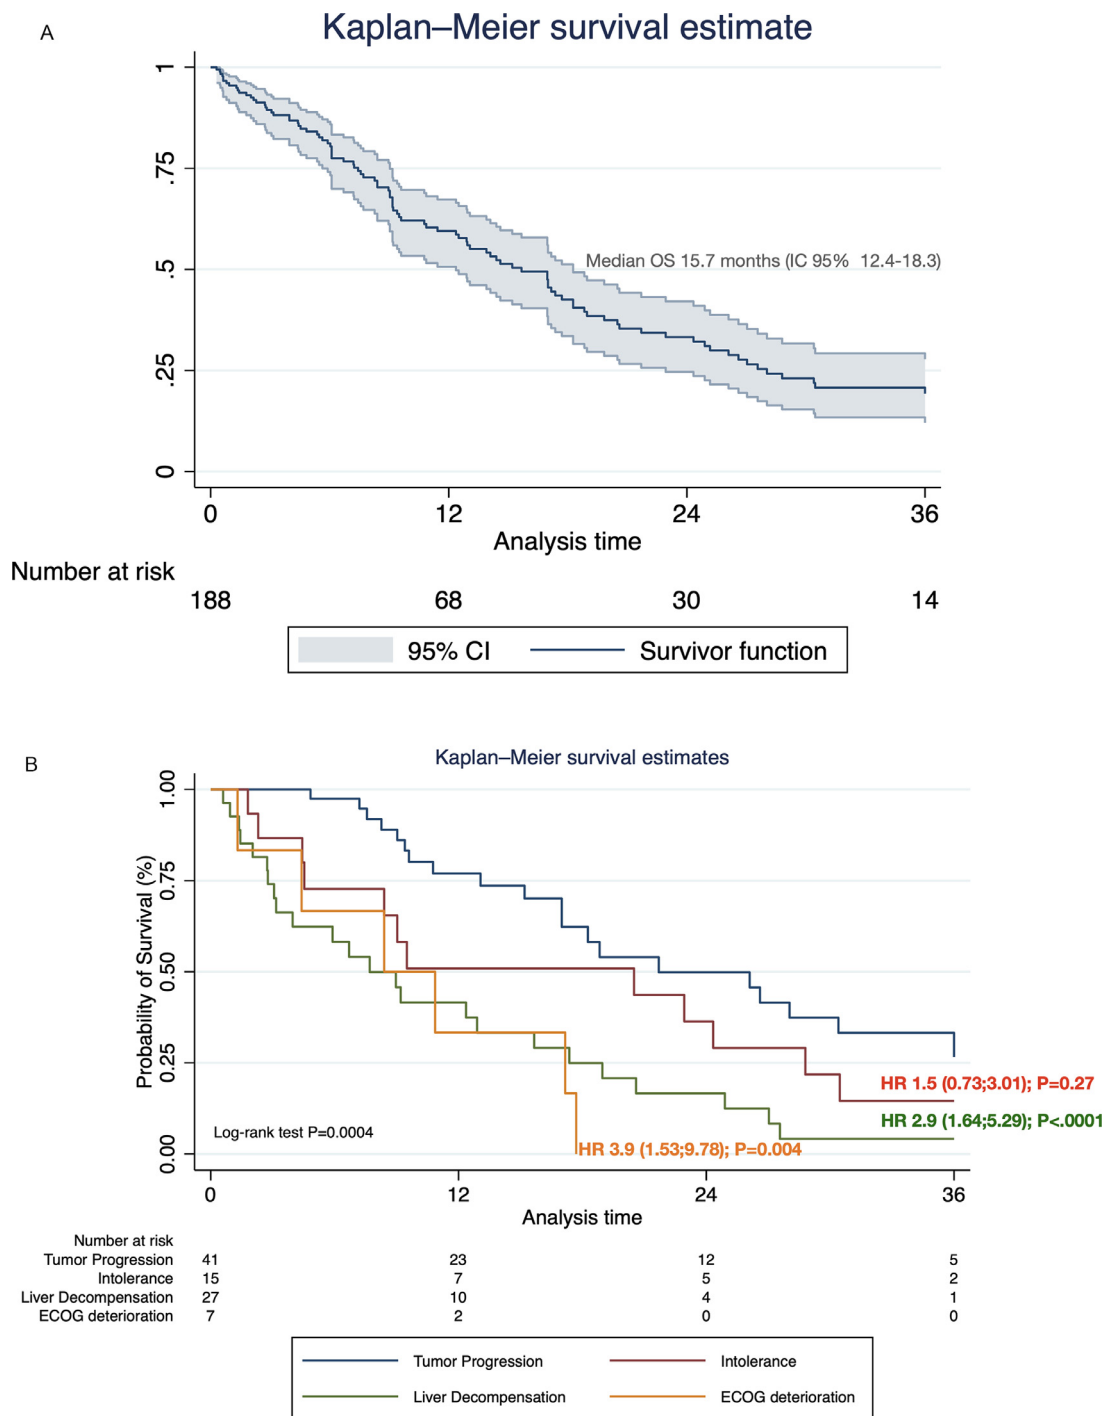 A
Kaplan–Meier survival estimate
1
.75
.5
.25
0
Median OS 15.7 months (IC 95% 12.4-18.3)
0 12 24 36
Analysis time
Number at risk
188 68 30 14
95% CI Survivor function
B
Kaplan–Meier survival estimates
Probability of Survival (%)
1.00
0.75
0.50
0.25
0.00
HR 1.5 (0.73;3.01); P=0.27
HR 2.9 (1.64;5.29); P<.0001
Log-rank test P=0.0004
HR 3.9 (1.53;9.78); P=0.004
0 12 24 36
Analysis time
Number at risk
Tumor Progression 41 23 12 5
Intolerance 15 7 5 2
Liver Decompensation 27 10 4 1
ECOG deterioration 7 2 0 0
Tumor Progression Intolerance
Liver Decompensation ECOG deterioration